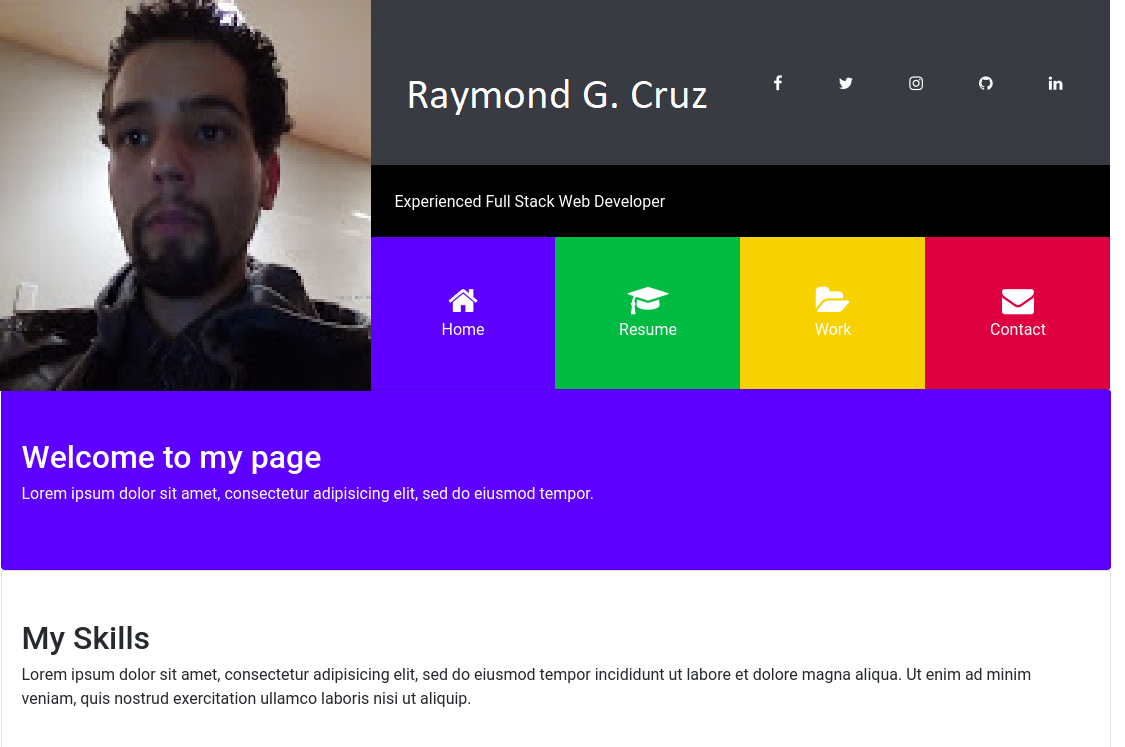 Raymond G. Cruz
Experienced Full Stack Web Developer
Home
Resume
Work
Contact
Welcome to my page
Lorem ipsum dolor sit amet, consectetur adipisicing elit, sed do eiusmod tempor.
My Skills
Lorem ipsum dolor sit amet, consectetur adipisicing elit, sed do eiusmod tempor incididunt ut labore et dolore magna aliqua. Ut enim ad minim
veniam, quis nostrud exercitation ullamco laboris nisi ut aliquip.